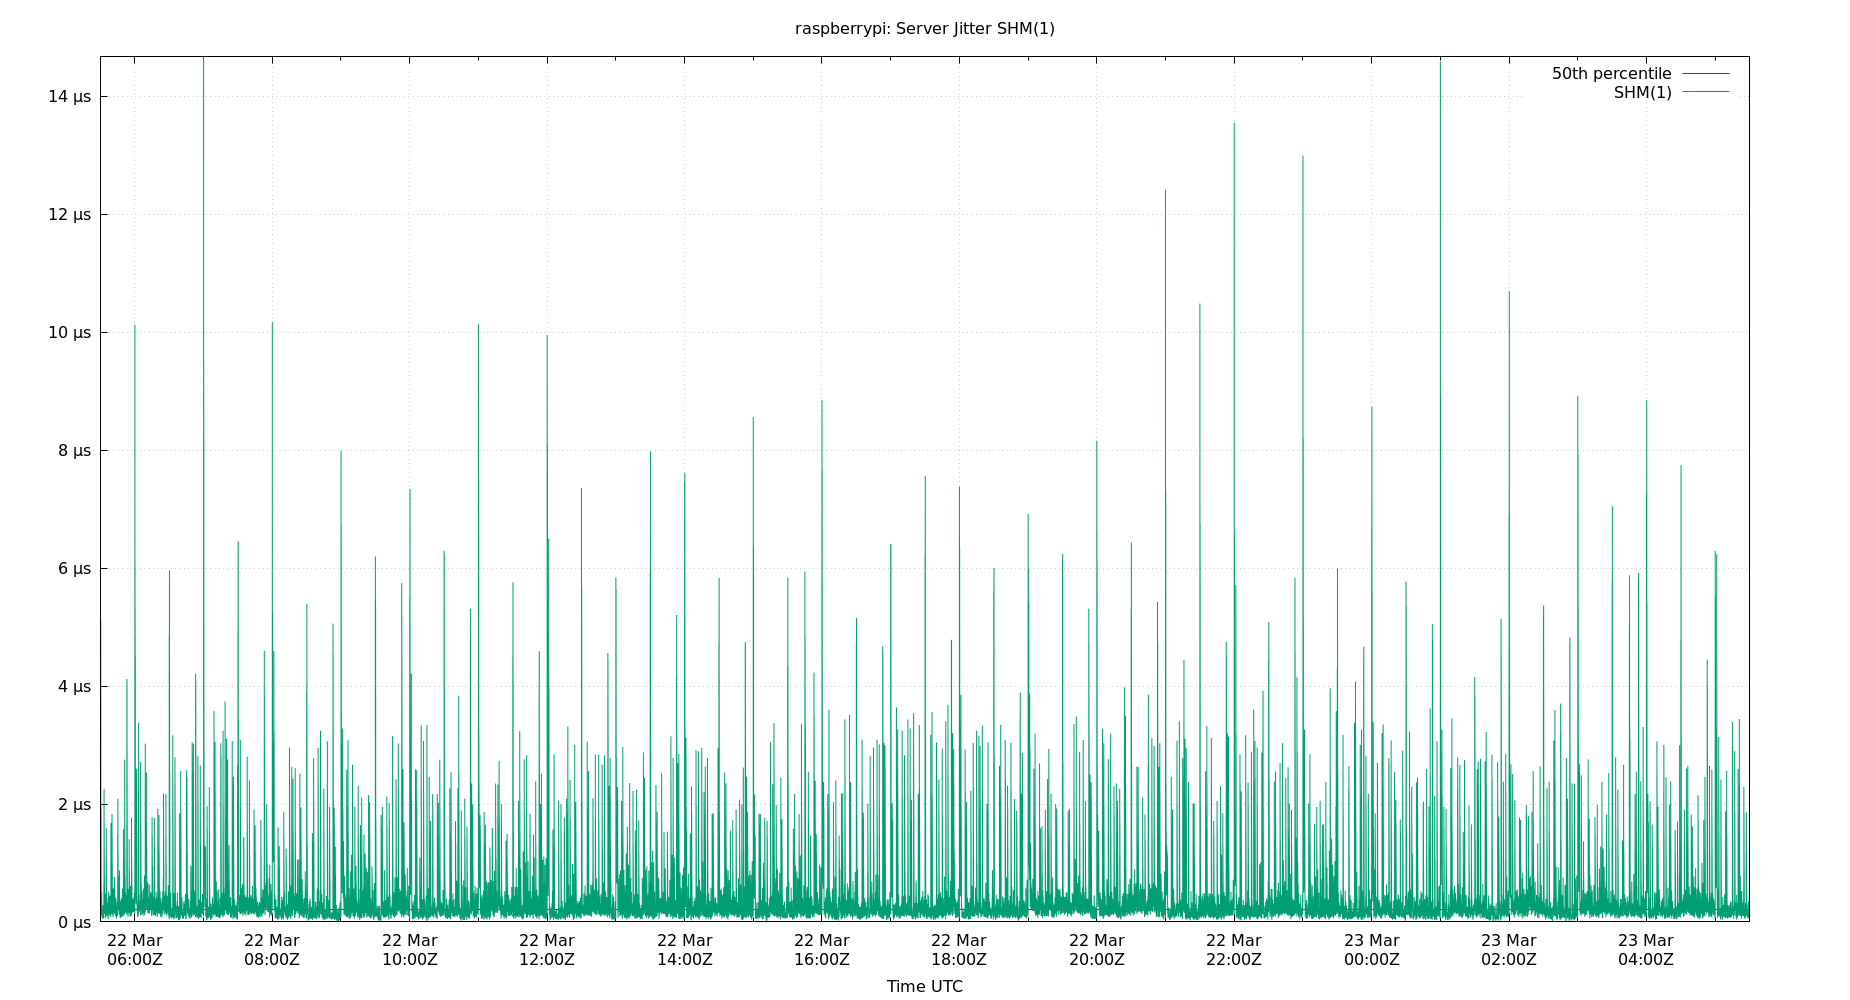 raspberrypi: Server Jitter SHM(1)
50th percentile
SHM(1)
14 µs
12 µs
10 µs
8 µs
6 µs
4 µs
2 µs
0 µs
22 Mar 22 Mar 22 Mar 22 Mar 22 Mar 22 Mar 22 Mar 22 Mar 22 Mar 23 Mar 23 Mar 23 Mar
06:00Z 08:00Z 10:00Z 12:00Z 14:00Z 16:00Z 18:00Z 20:00Z 22:00Z 00:00Z 02:00Z 04:00Z
Time UTC